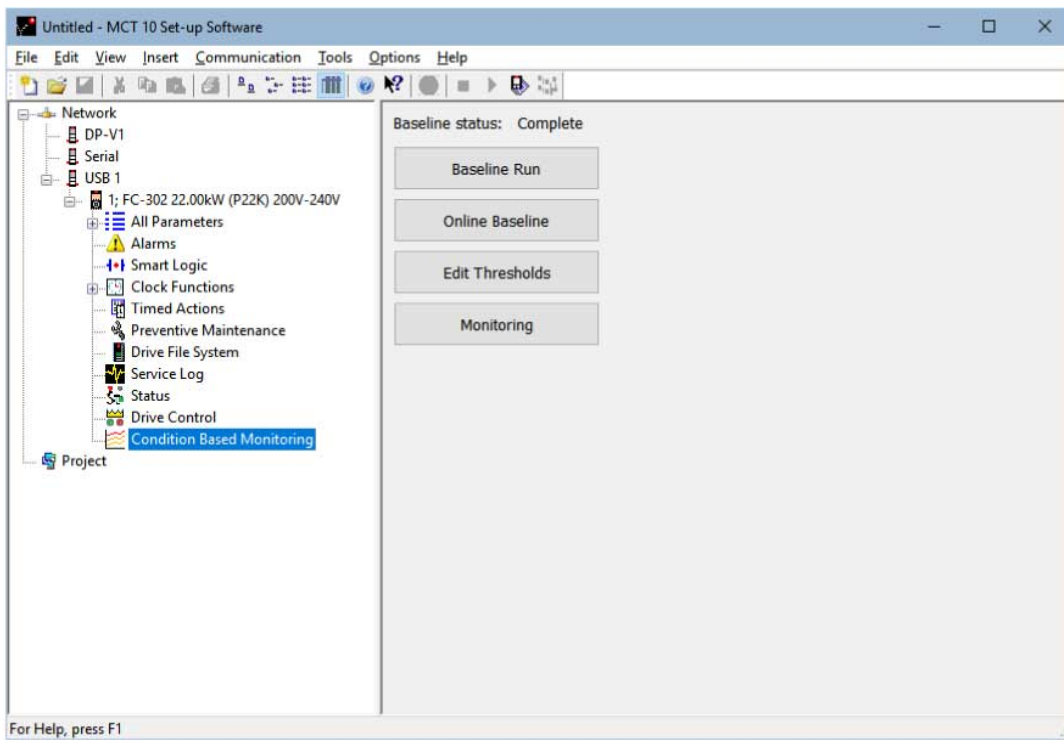 Untitled - MCT 10 Set-up Software
File Edit View Insert Communication Tools Options Help
Network
DP-V1
Serial
USB 1
1; FC-302 22.00kW (P22K) 200V-240V
All Parameters
Alarms
Smart Logic
Clock Functions
Timed Actions
Preventive Maintenance
Drive File System
Service Log
Status
Drive Control
Condition Based Monitoring
Project
Baseline status: Complete
Baseline Run
Online Baseline
Edit Thresholds
Monitoring
For Help, press F1